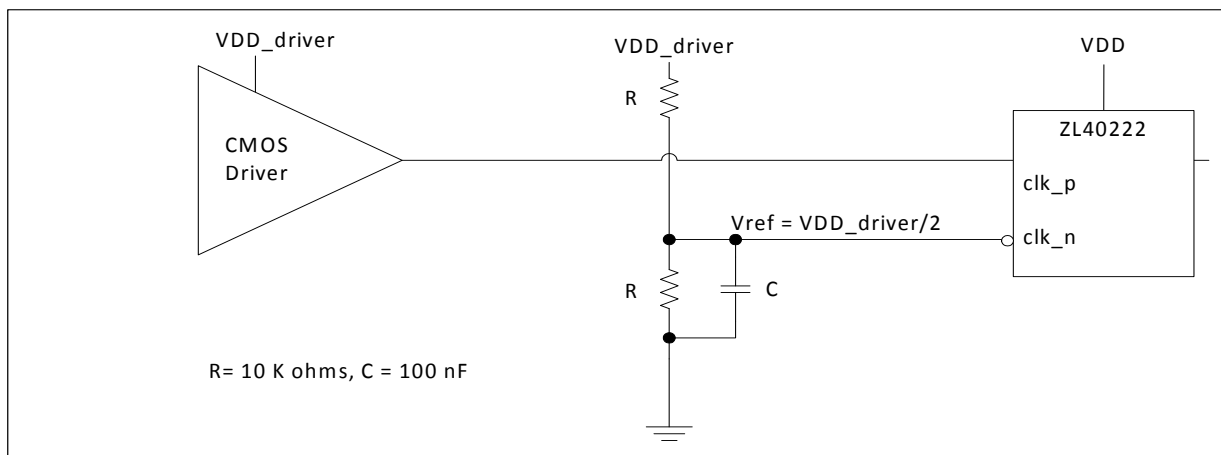 VDD_driver
VDD_driver
VDD
R
ZL40222
CMOS
Driver
clk_p
Vref = VDD_driver/2
clk_n
R
C
R= 10 K ohms, C = 100 nF